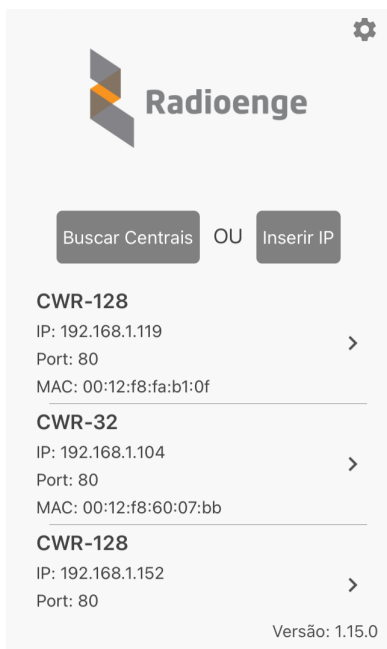 Radioenge
Buscar Centrais OU Inserir IP
CWR-128
IP: 192.168.1.119
Port: 80
MAC: 00:12:f8:fa:b1:0f
CWR-32
IP: 192.168.1.104
Port: 80
MAC: 00:12:f8:60:07:bb
CWR-128
IP: 192.168.1.152
Port: 80
Versão: 1.15.0